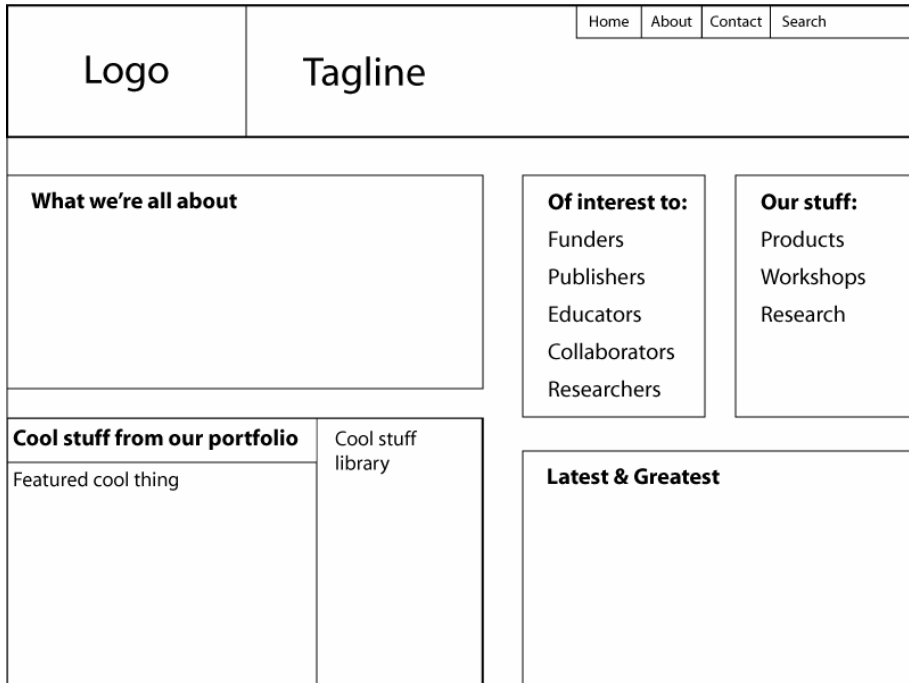 Logo
Tagline
Home
About
Contact
Search
What we're all about
Of interest to:
Funders
Publishers
Educators
Collaborators
Researchers
Our stuff:
Products
Workshops
Research
Cool stuff from our portfolio
Featured cool thing
Cool stuff
library
Latest & Greatest